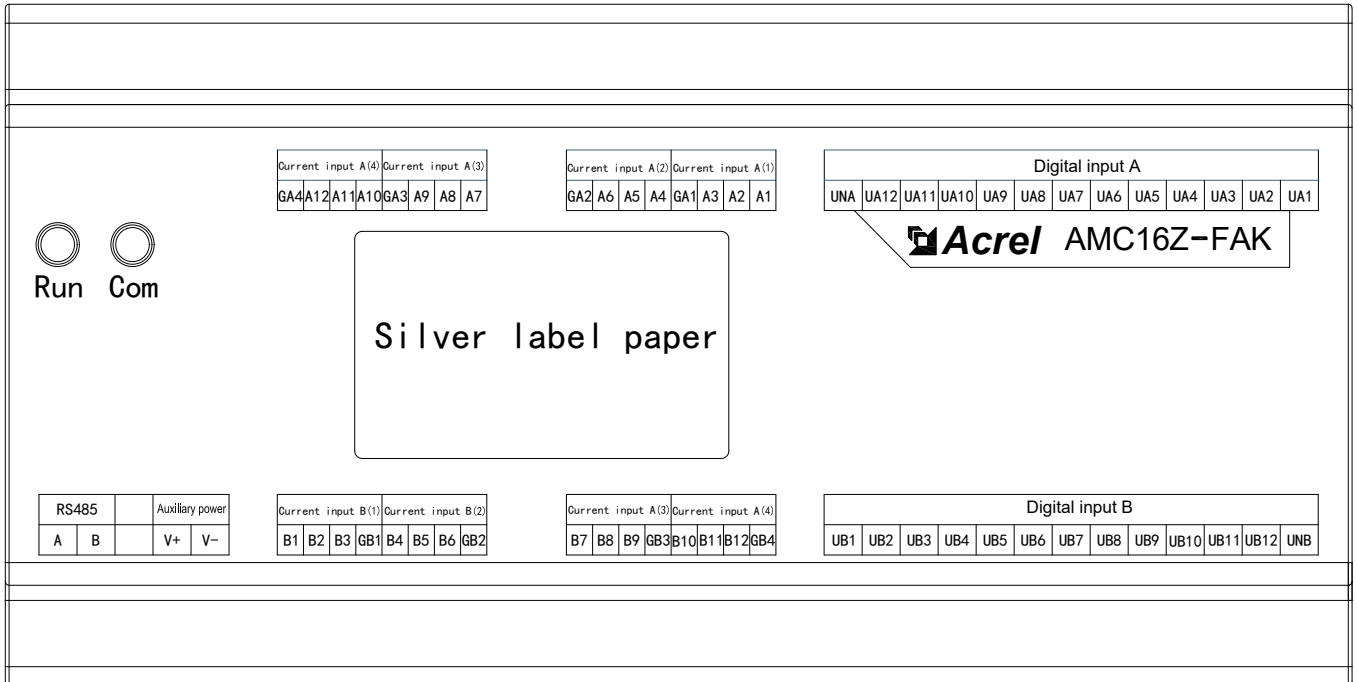 Current input A(4) Current input A(3) Current input A(2) Current input A(1) Digital input A
GA4 A12 A11 A10 GA3 A9 A8 A7 GA2 A6 A5 A4 GA1 A3 A2 A1 UNA UA12 UA11 UA10 UA9 UA8 UA7 UA6 UA5 UA4 UA3 UA2 UA1
Acrel AMC16Z-FAK
Run Com
Silver label paper
RS485 Auxiliary power Current input B(1) Current input B(2) Current input A(3) Current input A(4) Digital input B
A B V+ V- B1 B2 B3 GB1 B4 B5 B6 GB2 B7 B8 B9 GB3 B10 B11 B12 GB4 UB1 UB2 UB3 UB4 UB5 UB6 UB7 UB8 UB9 UB10 UB11 UB12 UNB